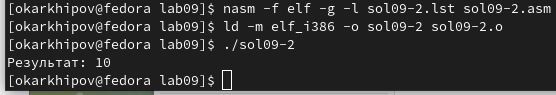 [okarkhipov@fedora lab09]$ nasm -f elf -g -l sol09-2.lst sol09-2.asm
[okarkhipov@fedora lab09]$ ld -m elf_i386 -o sol09-2 sol09-2.o
[okarkhipov@fedora lab09]$ ./sol09-2
Результат: 10
[okarkhipov@fedora lab09]$